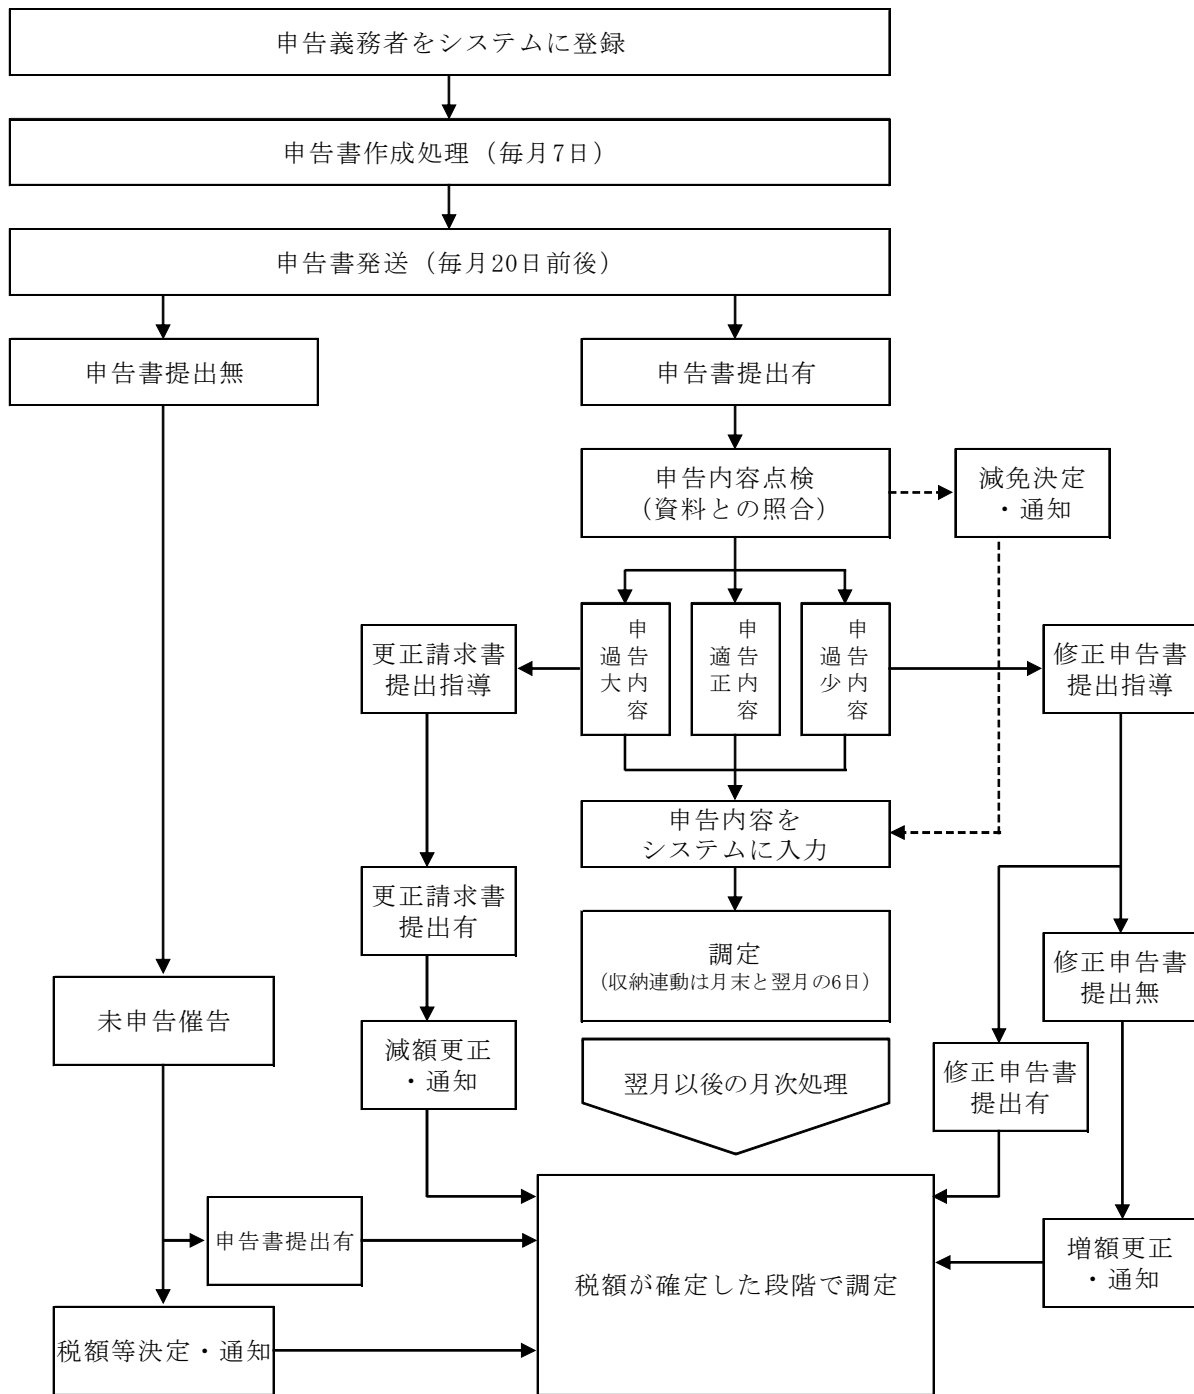 申告義務者をシステムに登録
申告書作成処理（毎月7日）
申告書発送（毎月20日前後）
申告書提出無
申告書提出有
申告内容点検
（資料との照合）
減免決定
・通知
更正請求書
提出指導
申告内容
過大
申告内容
適正
申告内容
過少
修正申告書
提出指導
申告内容を
システムに入力
更正請求書
提出有
調定
（収納連動は月末と翌月の6日）
修正申告書
提出無
未申告催告
減額更正
・通知
翌月以後の月次処理
修正申告書
提出有
申告書提出有
税額が確定した段階で調定
増額更正
・通知
税額等決定・通知